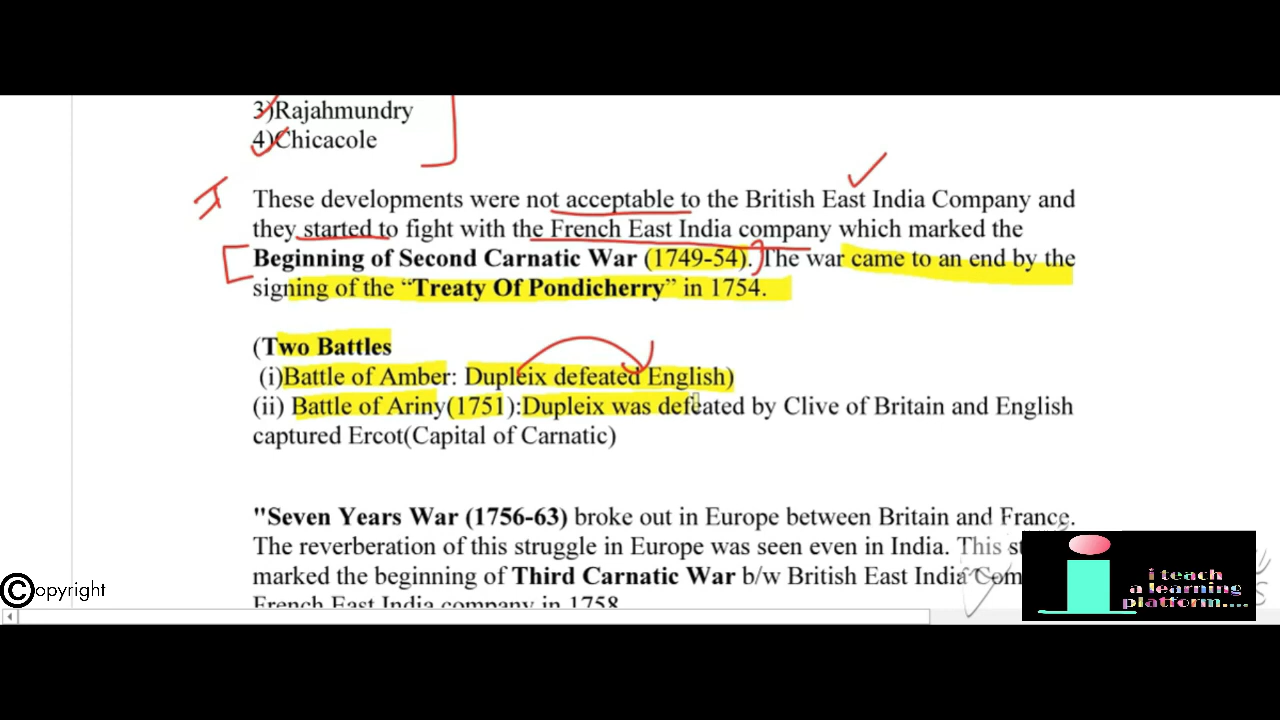 3)Rajahmundry
4)Chicacole
These developments were not acceptable to the British East India Company and
they started to fight with the French East India company which marked the
Beginning of Second Carnatic War (1749-54). The war came to an end by the
signing of the “Treaty Of Pondicherry” in 1754.
(Two Battles
(i)Battle of Amber: Dupleix defeated English)
(ii) Battle of Ariny(1751):Dupleix was defeated by Clive of Britain and English
captured Ercot(Capital of Carnatic)
"Seven Years War (1756-63) broke out in Europe between Britain and France.
The reverberation of this struggle in Europe was seen even in India. This
marked the beginning of Third Carnatic War b/w British East India Com
French East India company in 1758
©opyright
i teach
a learning
platform....